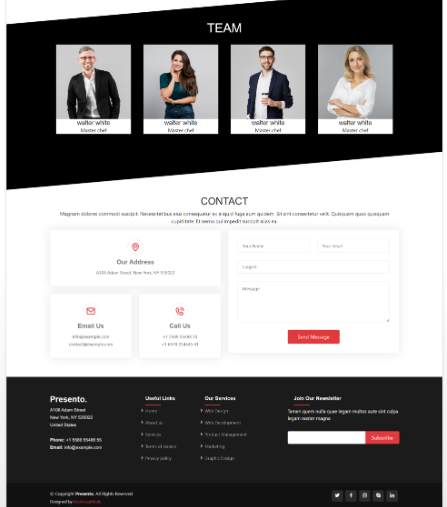 TEAM
walter white
Master chef
walter white
Master chef
walter white
Master chef
walter white
Master chef
CONTACT
Magnam dolores commodi suscipit. Necessitatibus eius consequatur ex aliquid fuga eum quidem. Sit sint consectetur velit. Quisquam quos quisquam
cupiditate. Et nemo qui impedit suscipit alias ea.
Our Address
A108 Adam Street, New York, NY 535022
Email Us
info@example.com
contact@example.com
Call Us
+1 5589 55488 55
Your Name
Your Email
Subject
Message
Send Message
Presento.
A108 Adam Street
New York, NY 535022
United States
Phone: +1 5589 55488 55
Email: info@example.com
Useful Links
Home
About us
Services
Terms of service
Privacy policy
Our Services
Web Design
Web Development
Product Management
Marketing
Graphic Design
Join Our Newsletter
Tamen quem nulla quae legam multos aute sint culpa
legam noster magna
Subscribe
© Copyright Presento. All Rights Reserved
Designed by BootstrapMade